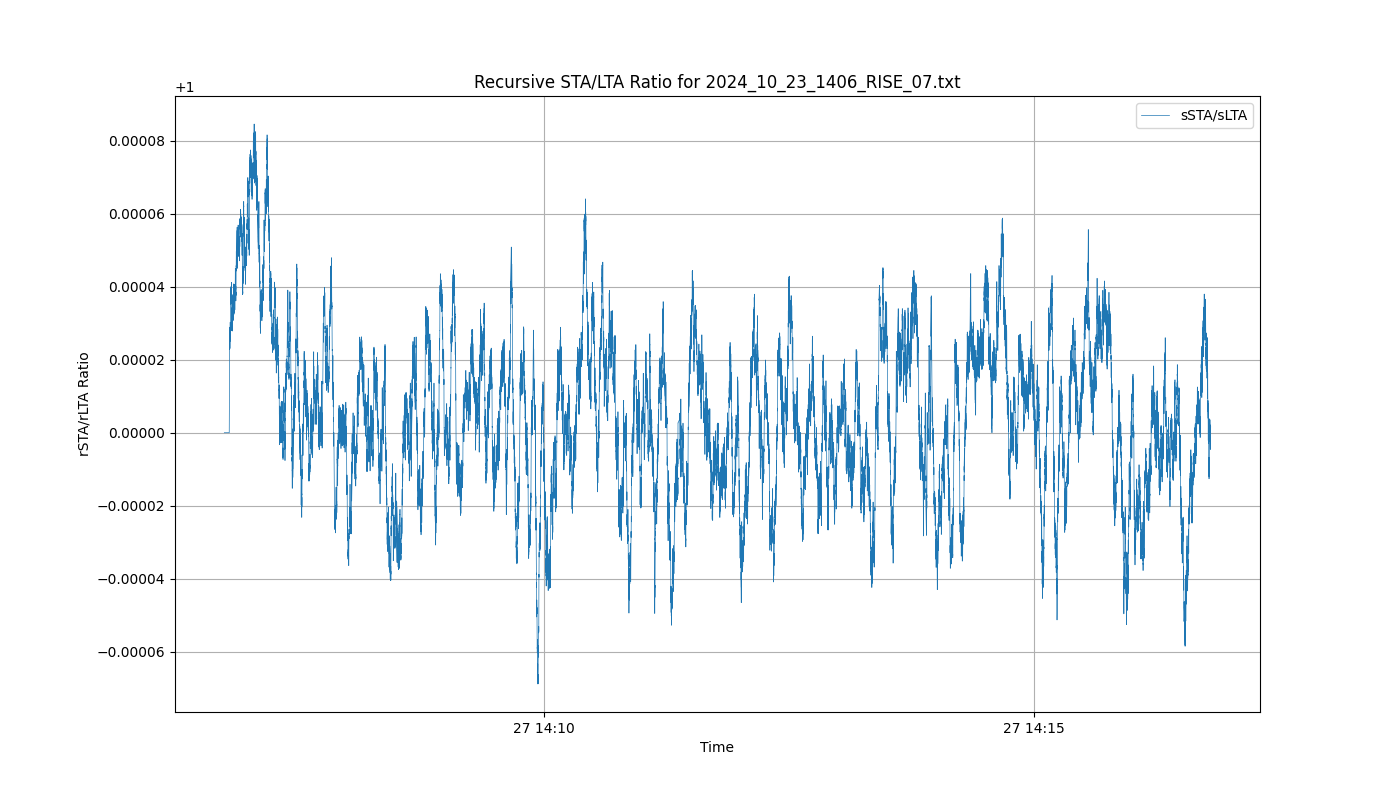 Recursive STA/LTA Ratio for 2024_10_23_1406_RISE_07.txt
+1
sSTA/sLTA
0.00008
0.00006
0.00004
0.00002
0.00000
−0.00002
−0.00004
−0.00006
rSTA/rLTA Ratio
27 14:10
27 14:15
Time